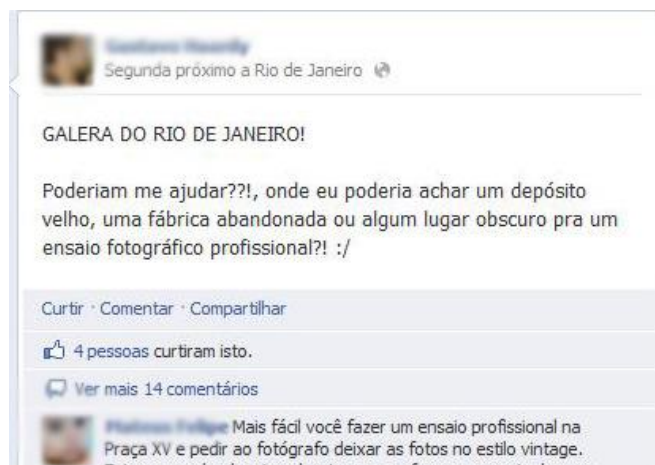 Segunda próximo a Rio de Janeiro
GALERA DO RIO DE JANEIRO!
Poderiam me ajudar??!, onde eu poderia achar um depósito
velho, uma fábrica abandonada ou algum lugar obscuro pra um
ensaio fotográfico profissional?! :/
Curtir · Comentar · Compartilhar
4 pessoas curtiram isto.
Ver mais 14 comentários
Mais fácil você fazer um ensaio profissional na
Praça XV e pedir ao fotógrafo deixar as fotos no estilo vintage.